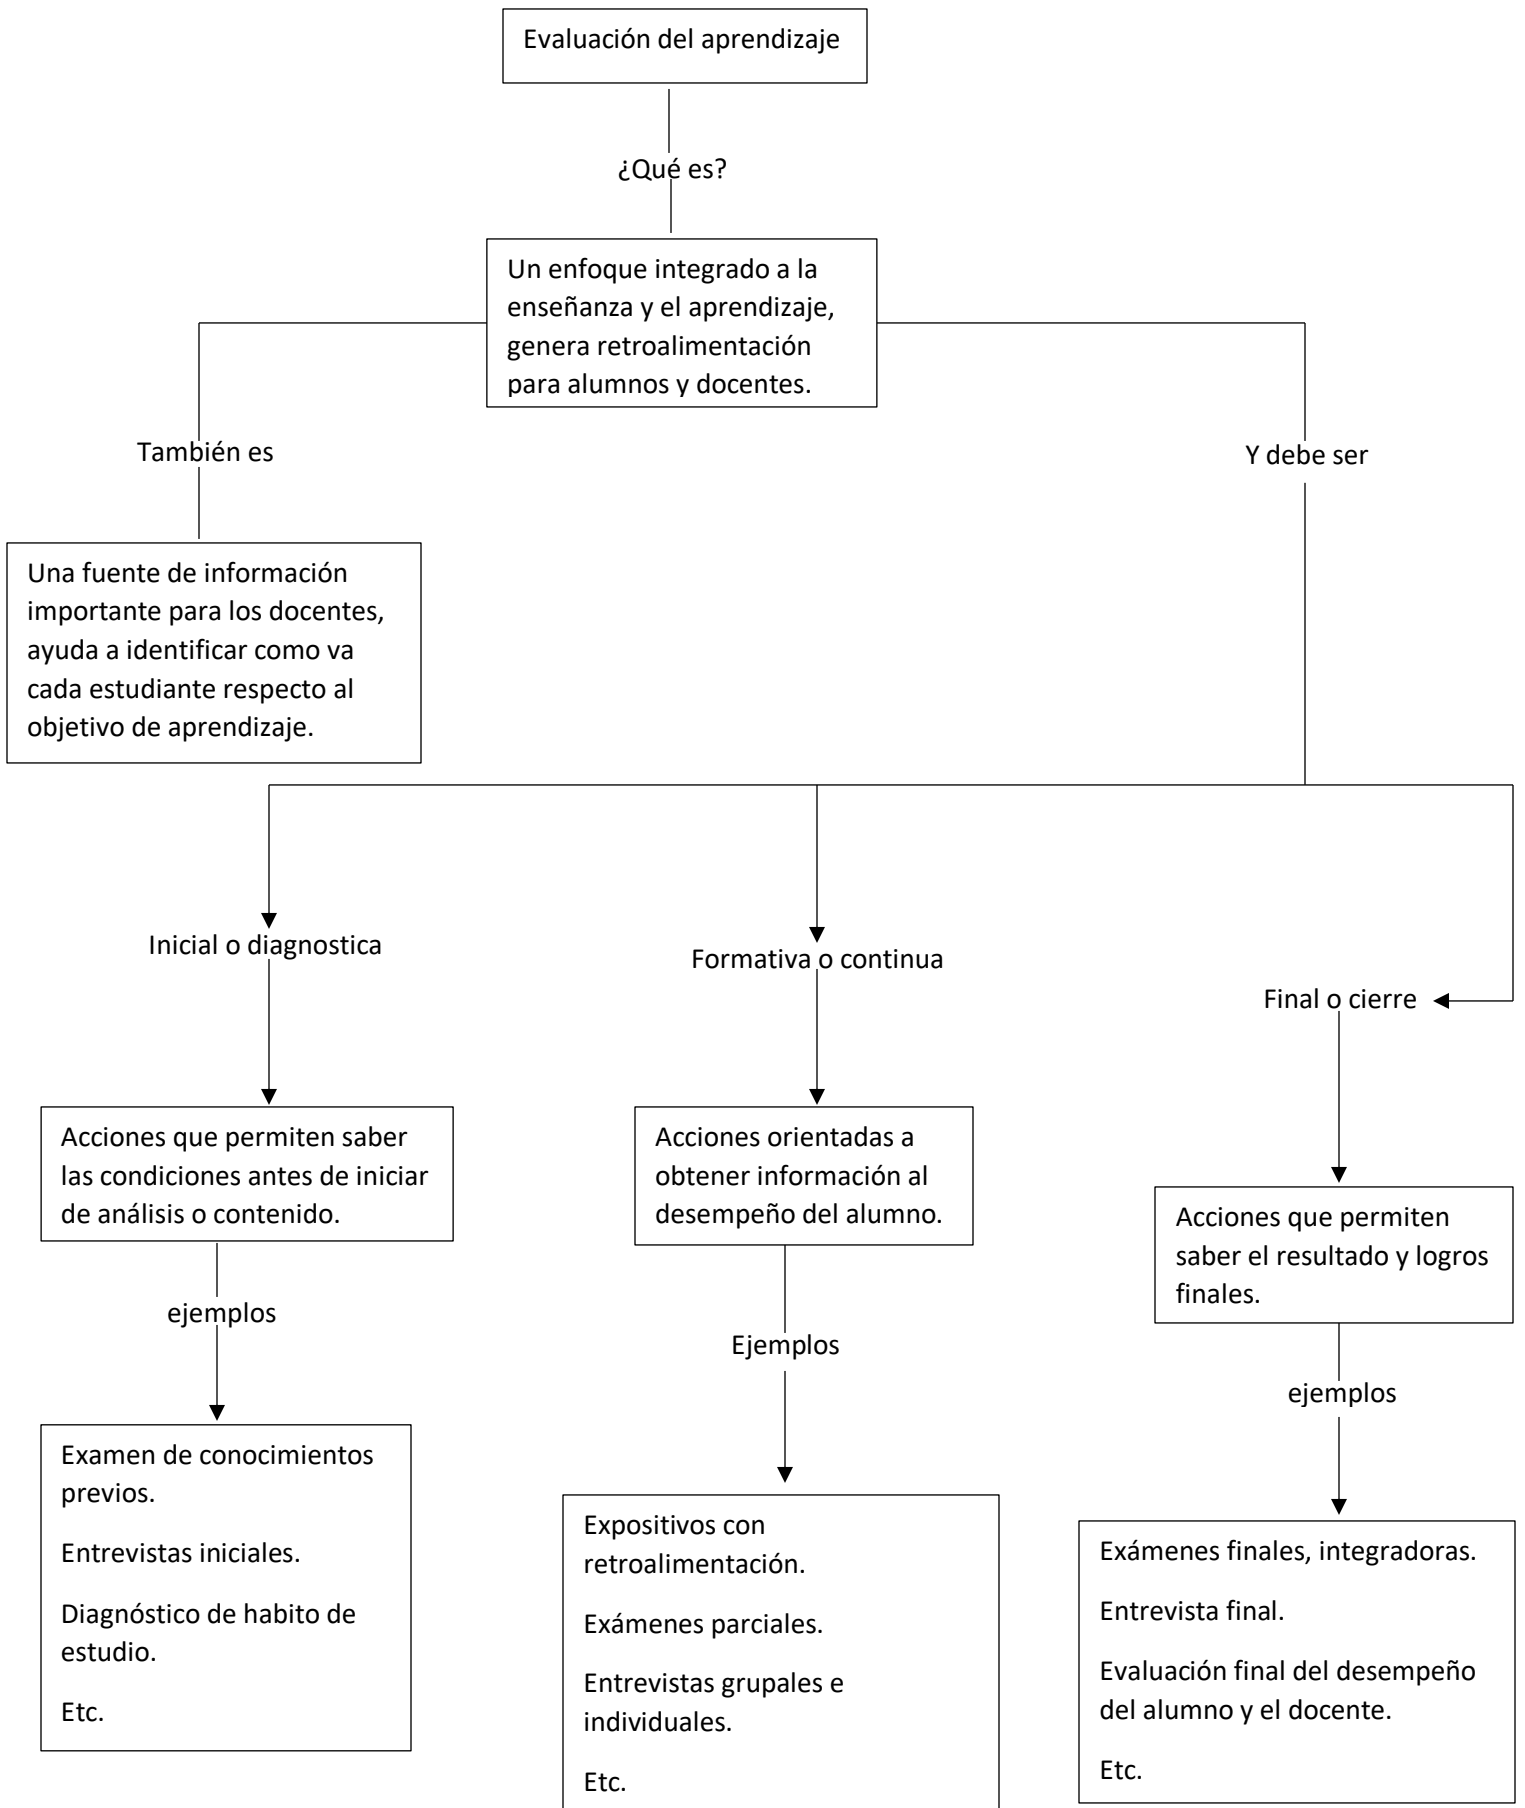 Evaluación del aprendizaje
¿Qué es?
Un enfoque integrado a la
enseñanza y el aprendizaje,
genera retroalimentación
para alumnos y docentes.
También es
Y debe ser
Una fuente de información
importante para los docentes,
ayuda a identificar como va
cada estudiante respecto al
objetivo de aprendizaje.
Inicial o diagnostica
Formativa o continua
Final o cierre
Acciones que permiten saber
las condiciones antes de iniciar
de análisis o contenido.
Acciones orientadas a
obtener información al
desempeño del alumno.
Acciones que permiten
saber el resultado y logros
finales.
ejemplos
Ejemplos
ejemplos
Examen de conocimientos
previos.
Entrevistas iniciales.
Diagnóstico de habito de
estudio.
Etc.
Expositivos con
retroalimentación.
Exámenes parciales.
Entrevistas grupales e
individuales.
Etc.
Exámenes finales, integradoras.
Entrevista final.
Evaluación final del desempeño
del alumno y el docente.
Etc.